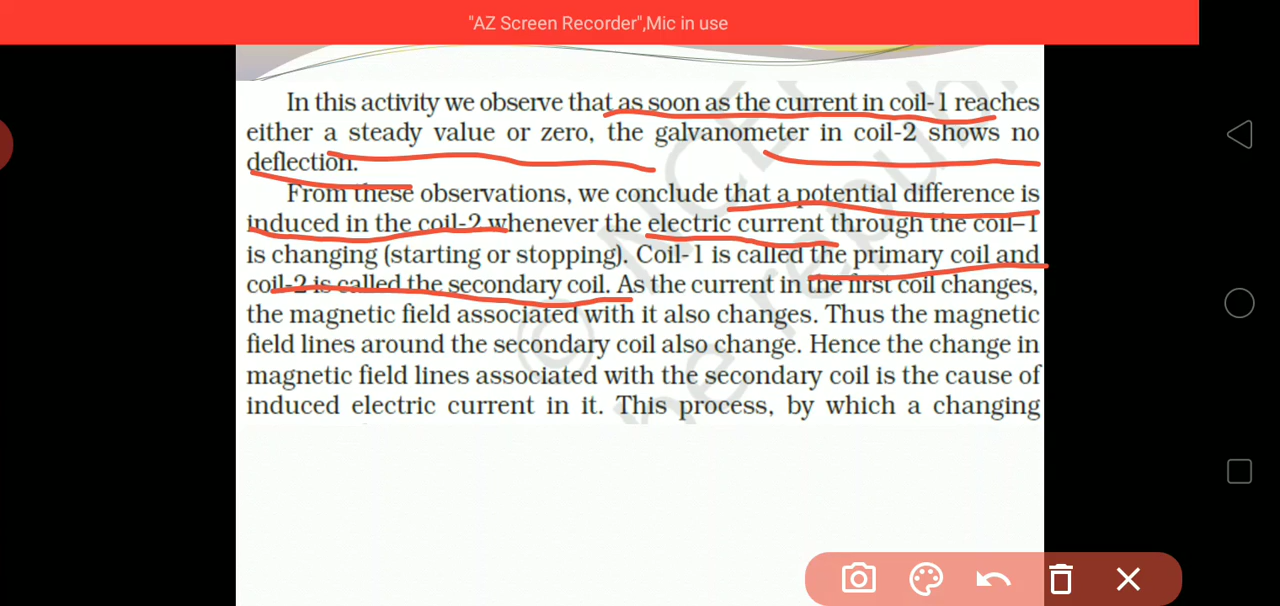 "AZ Screen Recorder",Mic in use
In this activity we observe that as soon as the current in coil-1 reaches
either a steady value or zero, the galvanometer in coil-2 shows no
deflection.
From these observations, we conclude that a potential difference is
induced in the coil-2 whenever the electric current through the coil–1
is changing (starting or stopping). Coil-1 is called the primary coil and
coil-2 is called the secondary coil. As the current in the first coil changes,
the magnetic field associated with it also changes. Thus the magnetic
field lines around the secondary coil also change. Hence the change in
magnetic field lines associated with the secondary coil is the cause of
induced electric current in it. This process, by which a changing